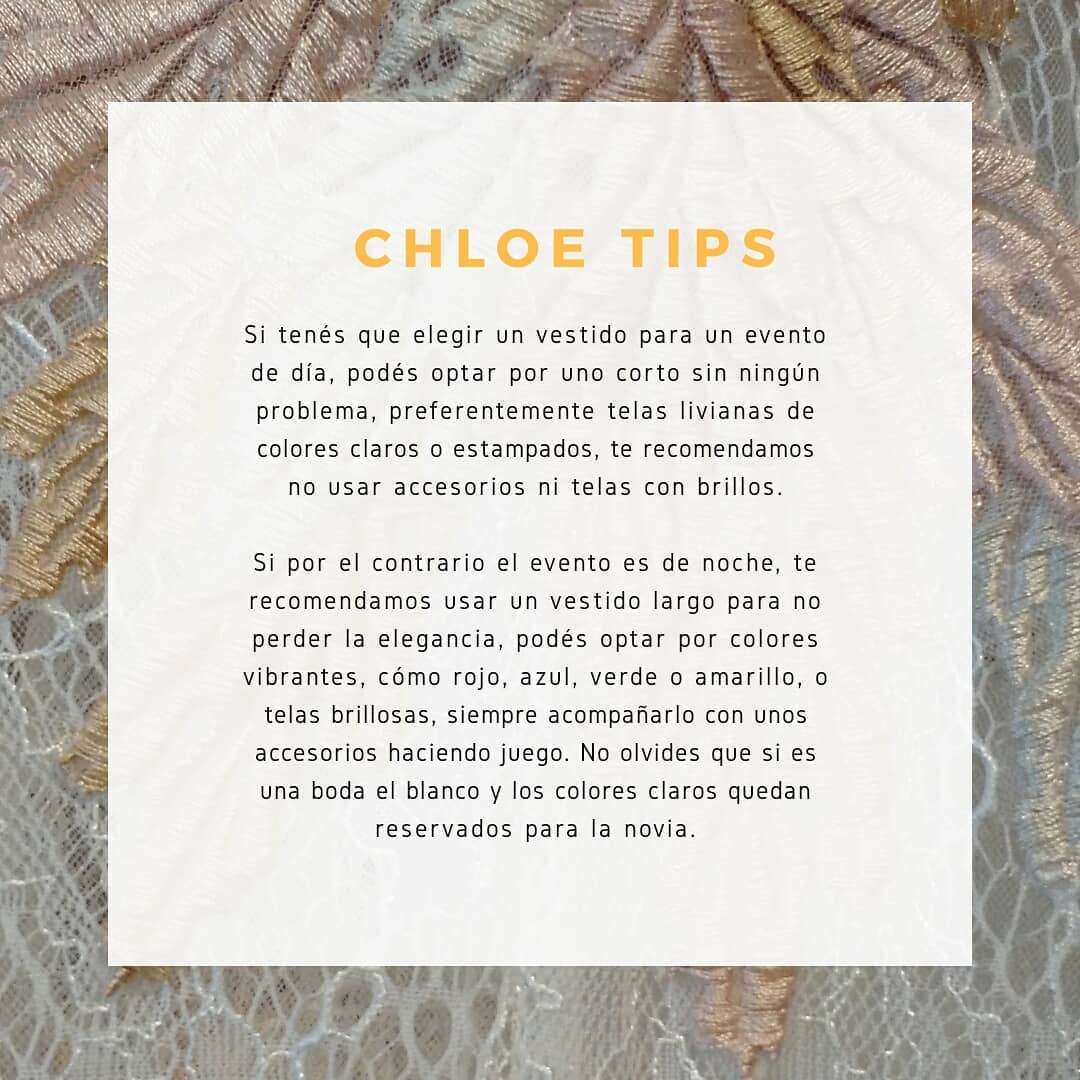 CHLOE TIPS
Si tenés que elegir un vestido para un evento
de día, podés optar por uno corto sin ningún
problema, preferentemente telas livianas de
colores claros o estampados, te recomendamos
no usar accesorios ni telas con brillos.
Si por el contrario el evento es de noche, te
recomendamos usar un vestido largo para no
perder la elegancia, podés optar por colores
vibrantes, cómo rojo, azul, verde o amarillo, o
telas brillosas, siempre acompañarlo con unos
accesorios haciendo juego. No olvides que si es
una boda el blanco y los colores claros quedan
reservados para la novia.